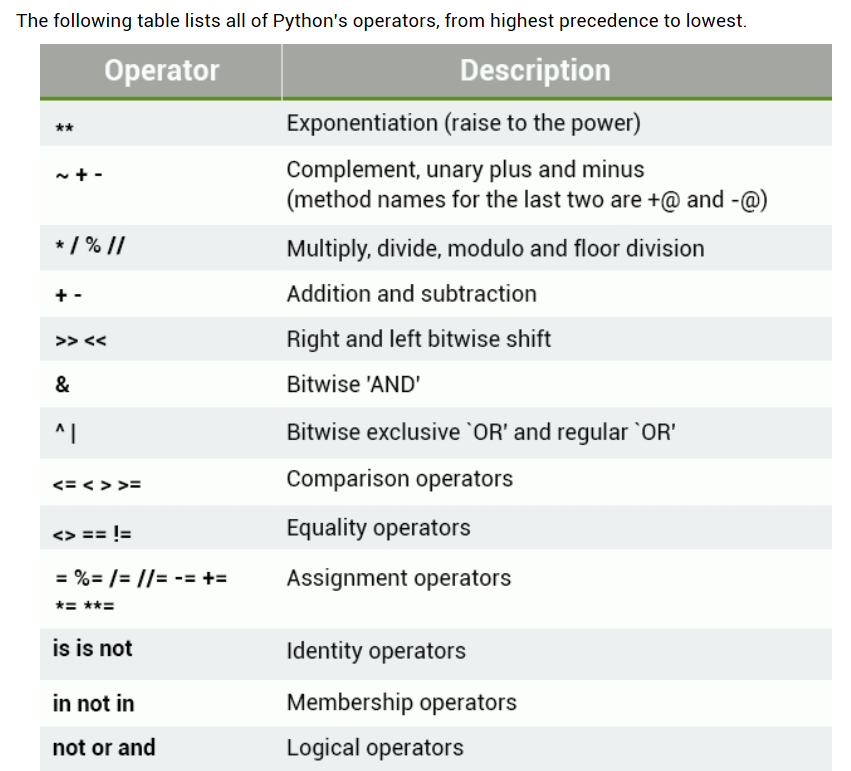 The following table lists all of Python's operators, from highest precedence to lowest.
Operator Description
** Exponentiation (raise to the power)
~ + - Complement, unary plus and minus
(method names for the last two are +@ and -@)
* / % // Multiply, divide, modulo and floor division
+ - Addition and subtraction
>> << Right and left bitwise shift
& Bitwise 'AND'
^ | Bitwise exclusive `OR' and regular `OR'
<= < > >= Comparison operators
<> == != Equality operators
= %= /= //= -= += Assignment operators
*= **=
is is not Identity operators
in not in Membership operators
not or and Logical operators